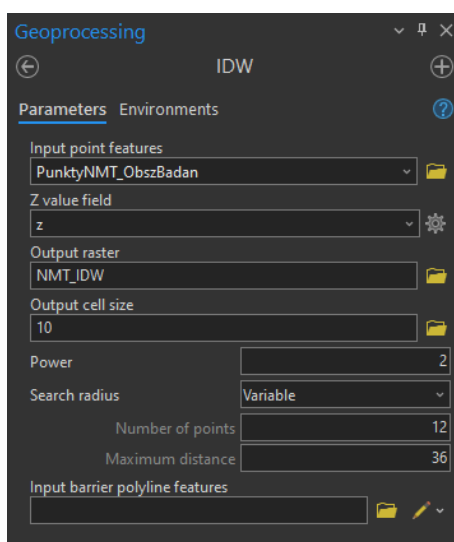 Geoprocessing
IDW
Parameters Environments
Input point features
PunktyNMT_ObszBadan
Z value field
z
Output raster
NMT_IDW
Output cell size
10
Power 2
Search radius Variable
Number of points 12
Maximum distance 36
Input barrier polyline features